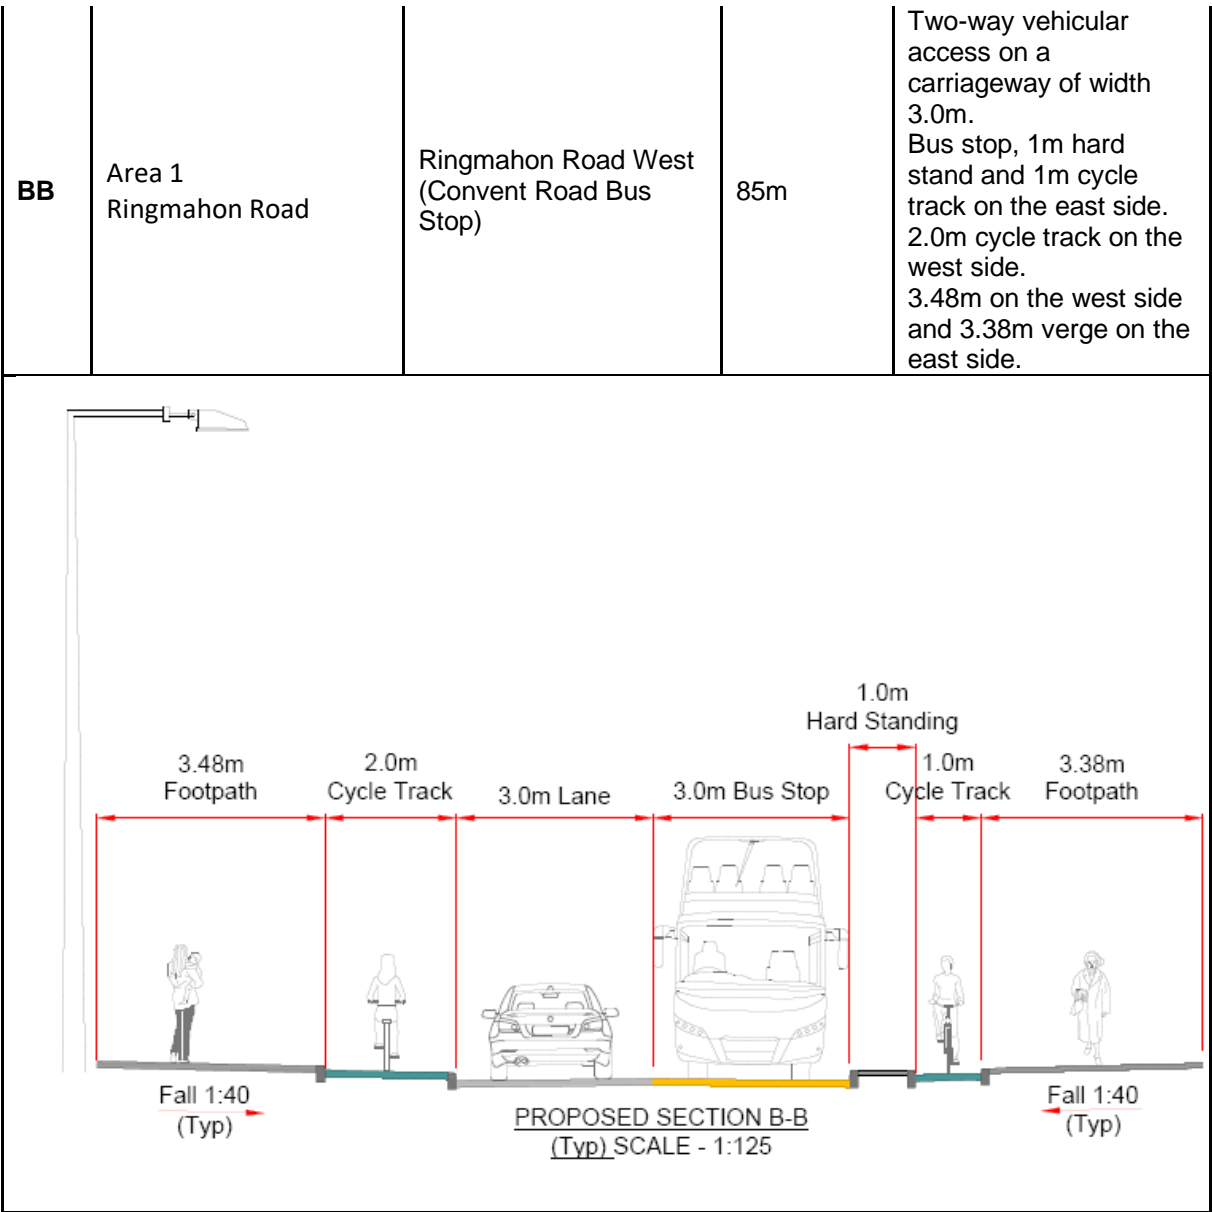 BB
Area 1
Ringmahon Road
Ringmahon Road West
(Convent Road Bus
Stop)
85m
Two-way vehicular
access on a
carriageway of width
3.0m.
Bus stop, 1m hard
stand and 1m cycle
track on the east side.
2.0m cycle track on the
west side.
3.48m on the west side
and 3.38m verge on the
east side.
1.0m
Hard Standing
3.48m
Footpath
2.0m
Cycle Track
3.0m Lane
3.0m Bus Stop
1.0m
Cycle Track
3.38m
Footpath
Fall 1:40
(Typ)
PROPOSED SECTION B-B
(Typ) SCALE - 1:125
Fall 1:40
(Typ)